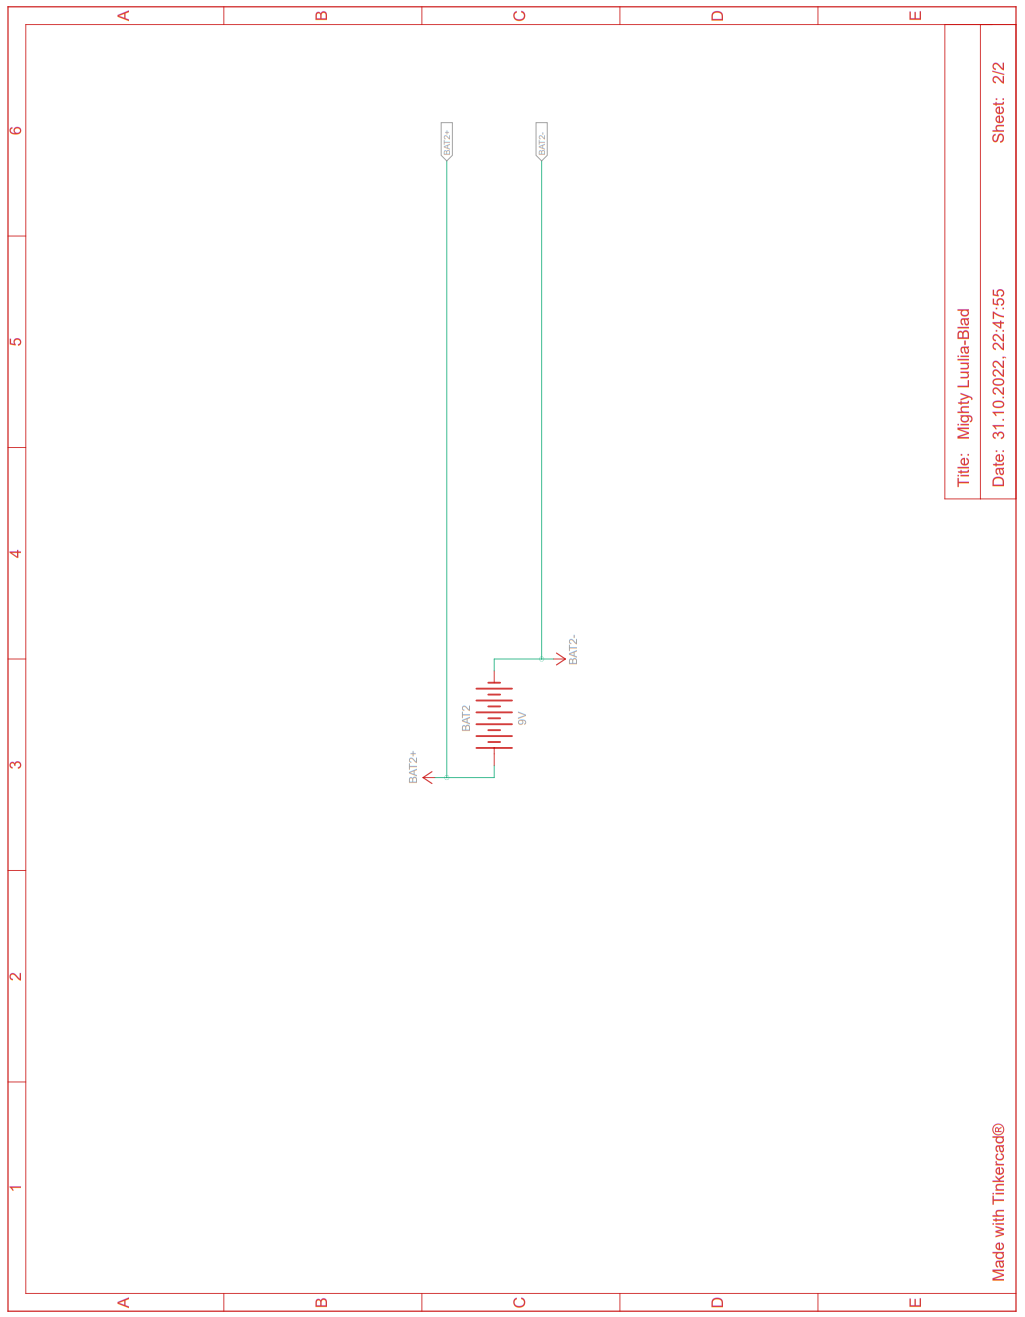 1
2
3
4
5
6
A
A
B
B
C
C
D
D
E
E
BAT2+
BAT2-
BAT2+
BAT2
9V
BAT2-
Title: Mighty Luulia-Blad
Date: 31.10.2022, 22:47:55 Sheet: 2/2
Made with Tinkercad®